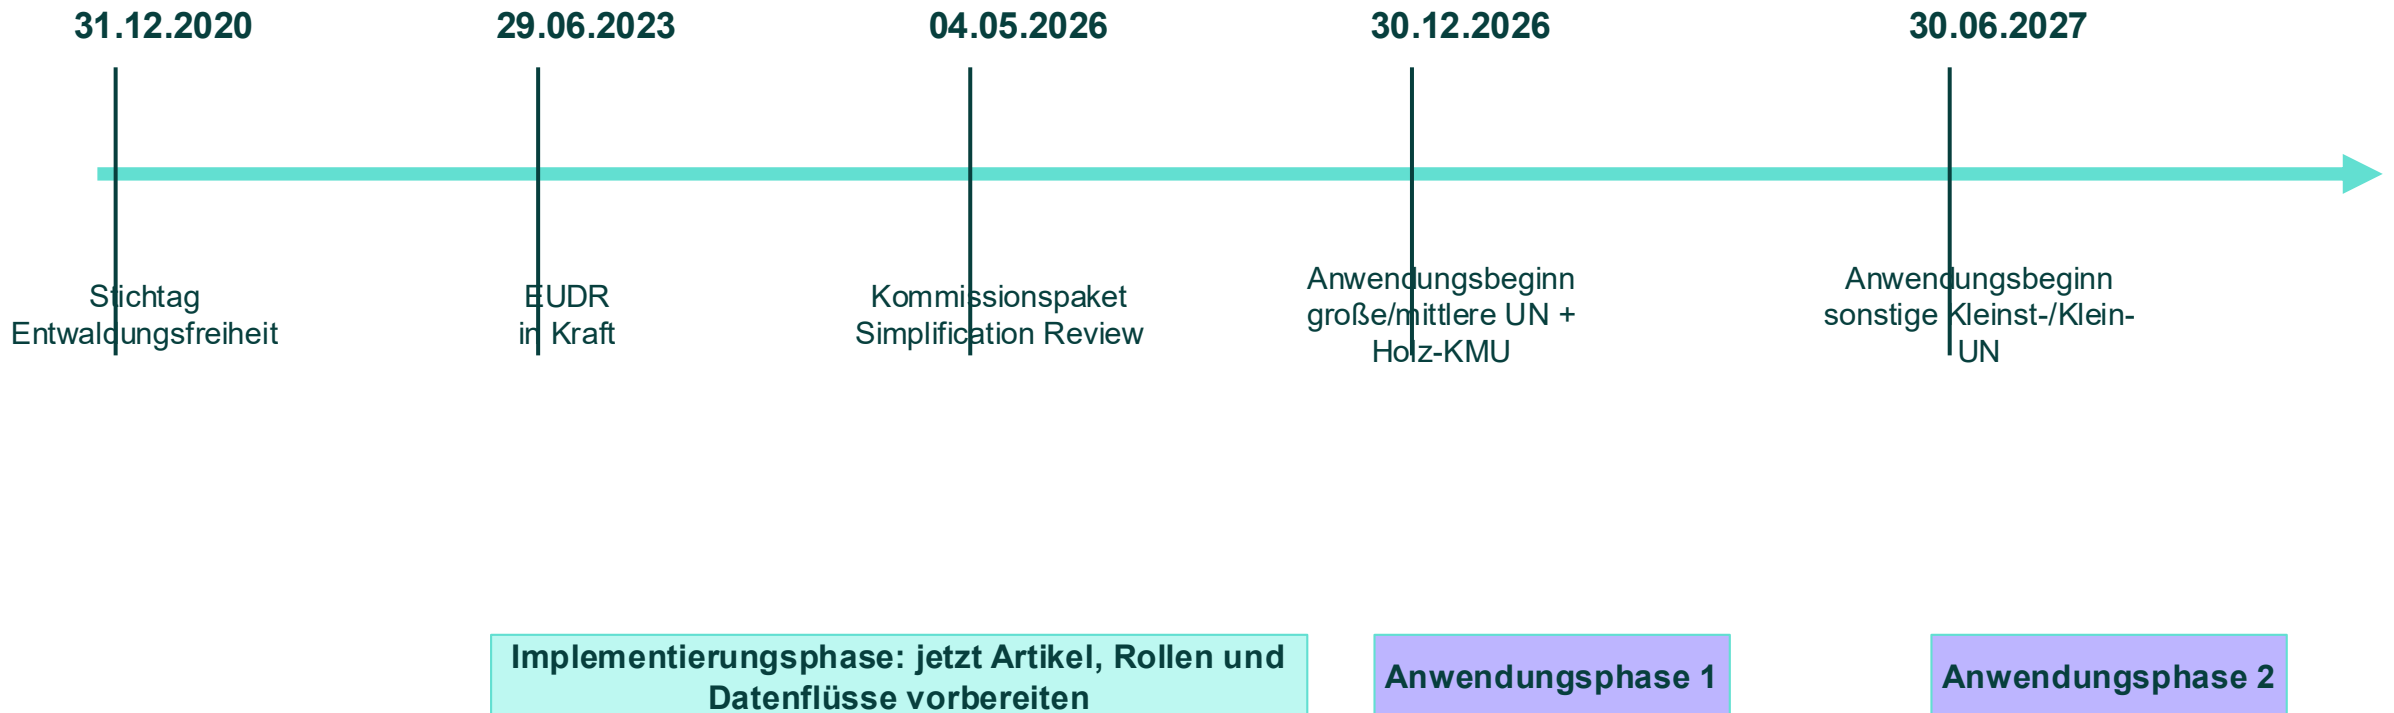 31.12.2020
29.06.2023
04.05.2026
30.12.2026
30.06.2027
Stichtag
Entwaldungsfreiheit
EUDR
in Kraft
Kommissionspaket
Simplification Review
Anwendungsbeginn
große/mittlere UN +
Holz-KMU
Anwendungsbeginn
sonstige Kleinst-/Klein-
UN
Implementierungsphase: jetzt Artikel, Rollen und
Datenflüsse vorbereiten
Anwendungsphase 1
Anwendungsphase 2